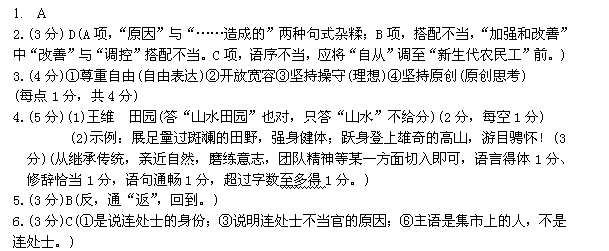 1. A
2.(3分)D(A项，“原因”与“……造成的”两种句式杂糅；B项，搭配不当，“加强和改善”
中“改善”与“调控”搭配不当。C项，语序不当，应将“自从”调至“新生代农民工”前。)
3.(4分)①尊重自由(自由表达)②开放宽容③坚持操守(理想)④坚持原创(原创思考)
(每点1分，共4分)
4.(5分)(1)王维 田园(答“山水田园”也对，只答“山水”不给分)(2分，每空1分)
(2)示例：展足量过斑斓的田野，强身健体；跃身登上雄奇的高山，游目骋怀！(3
分)(从继承传统，亲近自然，磨练意志，团队精神等某一方面切入即可，语言得体1分、
修辞恰当1分，语句通畅1分，超过字数至多得1分。)
5.(3分)B(反，通“返”，回到。)
6.(3分)C(①是说连处士的身份；③说明连处士不当官的原因；⑥主语是集市上的人，不是
连处士。)